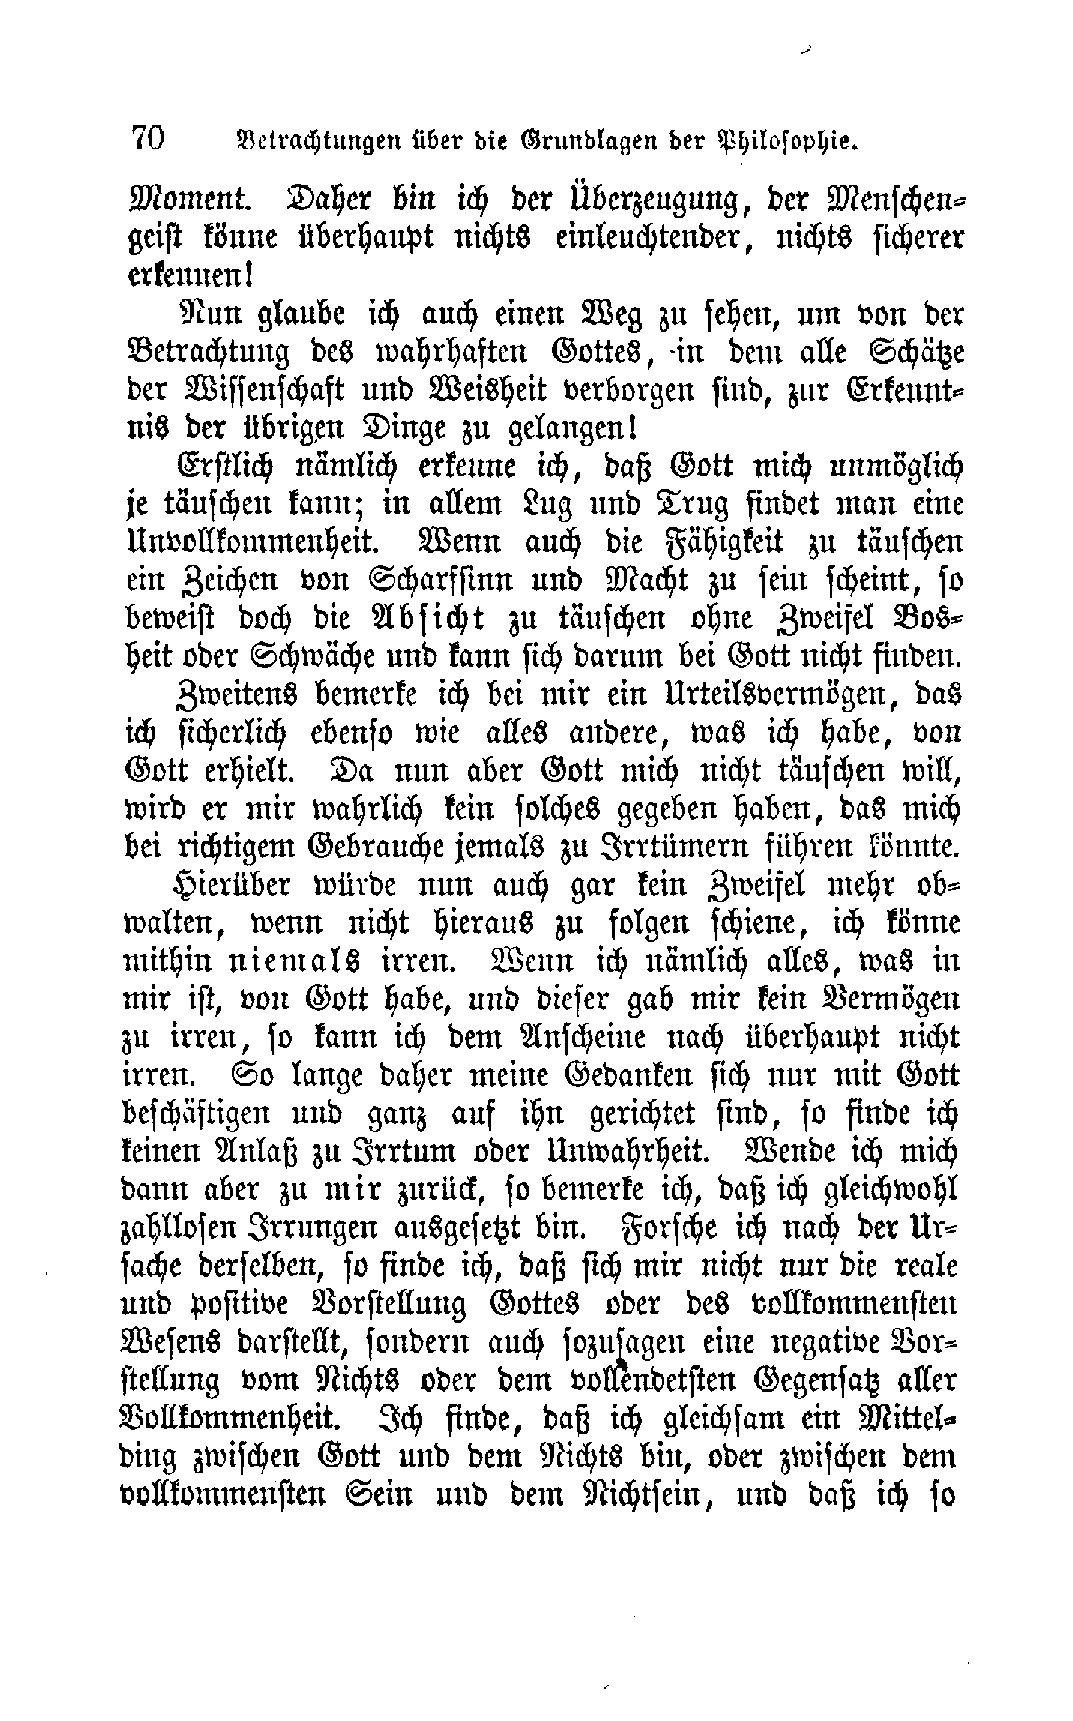 70 Betrachtungen über die Grundlagen der Philosophie.
Moment. Daher bin ich der Überzeugung, der Menschen-
geist könne überhaupt nichts einleuchtender, nichts sicherer
erkennen!
Nun glaube ich auch einen Weg zu sehen, um von der
Betrachtung des wahrhaften Gottes, in dem alle Schätze
der Wissenschaft und Weisheit verborgen sind, zur Erkennt-
nis der übrigen Dinge zu gelangen!
Erstlich nämlich erkenne ich, daß Gott mich unmöglich
je täuschen kann; in allem Lug und Trug findet man eine
Unvollkommenheit. Wenn auch die Fähigkeit zu täuschen
ein Zeichen von Scharfsinn und Macht zu sein scheint, so
beweist doch die Absicht zu täuschen ohne Zweifel Bos-
heit oder Schwäche und kann sich darum bei Gott nicht finden.
Zweitens bemerke ich bei mir ein Urteilsvermögen, das
ich sicherlich ebenso wie alles andere, was ich habe, von
Gott erhielt. Da nun aber Gott mich nicht täuschen will,
wird er mir wahrlich kein solches gegeben haben, das mich
bei richtigem Gebrauche jemals zu Irrtümern führen könnte.
Hierüber würde nun auch gar kein Zweifel mehr ob-
walten, wenn nicht hieraus zu folgen schiene, ich könne
mithin niemals irren. Wenn ich nämlich alles, was in
mir ist, von Gott habe, und dieser gab mir kein Vermögen
zu irren, so kann ich dem Anscheine nach überhaupt nicht
irren. So lange daher meine Gedanken sich nur mit Gott
beschäftigen und ganz auf ihn gerichtet sind, so finde ich
keinen Anlaß zu Irrtum oder Unwahrheit. Wende ich mich
dann aber zu mir zurück, so bemerke ich, daß ich gleichwohl
zahllosen Irrungen ausgesetzt bin. Forsche ich nach der Ur-
sache derselben, so finde ich, daß sich mir nicht nur die reale
und positive Vorstellung Gottes oder des vollkommensten
Wesens darstellt, sondern auch sozusagen eine negative Vor-
stellung vom Nichts oder dem vollendetsten Gegensatz aller
Vollkommenheit. Ich finde, daß ich gleichsam ein Mittel-
ding zwischen Gott und dem Nichts bin, oder zwischen dem
vollkommensten Sein und dem Nichtsein, und daß ich so